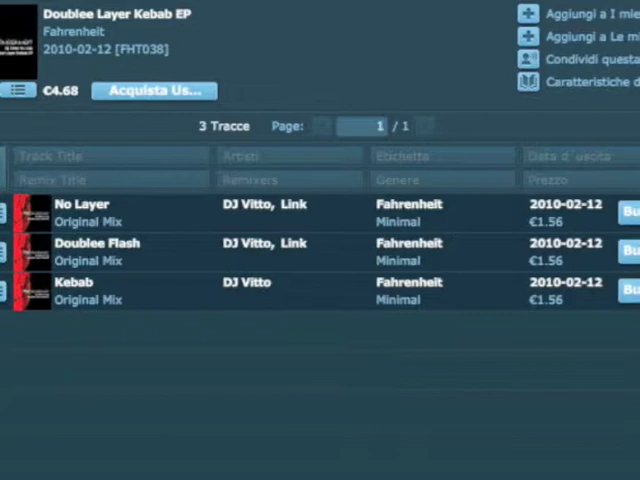 Doublee Layer Kebab EP
Fahrenheit
2010-02-12 [FHT038]
€4.68 Acquista Us...
Aggiungi a I mie
Aggiungi a Le mi
Condividi questa
Caratteristiche d
3 Tracce Page: 1 / 1
Track Title Artisti Etichetta Data d' uscita
Remix Title Remixers Genere Prezzo
No Layer DJ Vitto, Link Fahrenheit 2010-02-12
Original Mix Minimal €1.56 Bu
Doublee Flash DJ Vitto, Link Fahrenheit 2010-02-12
Original Mix Minimal €1.56 Bu
Kebab DJ Vitto Fahrenheit 2010-02-12
Original Mix Minimal €1.56 Bu